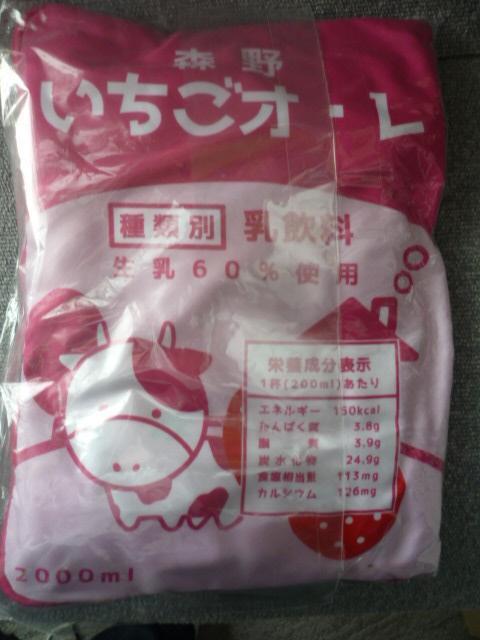 森野
いちごオ・レ
種類別 乳飲料
生乳60%使用
栄養成分表示
1杯(200ml)あたり
エネルギー 150kcal
たんぱく質 3.8g
脂質 3.9g
炭水化物 24.9g
食塩相当量 113mg
カルシウム 126mg
2000ml